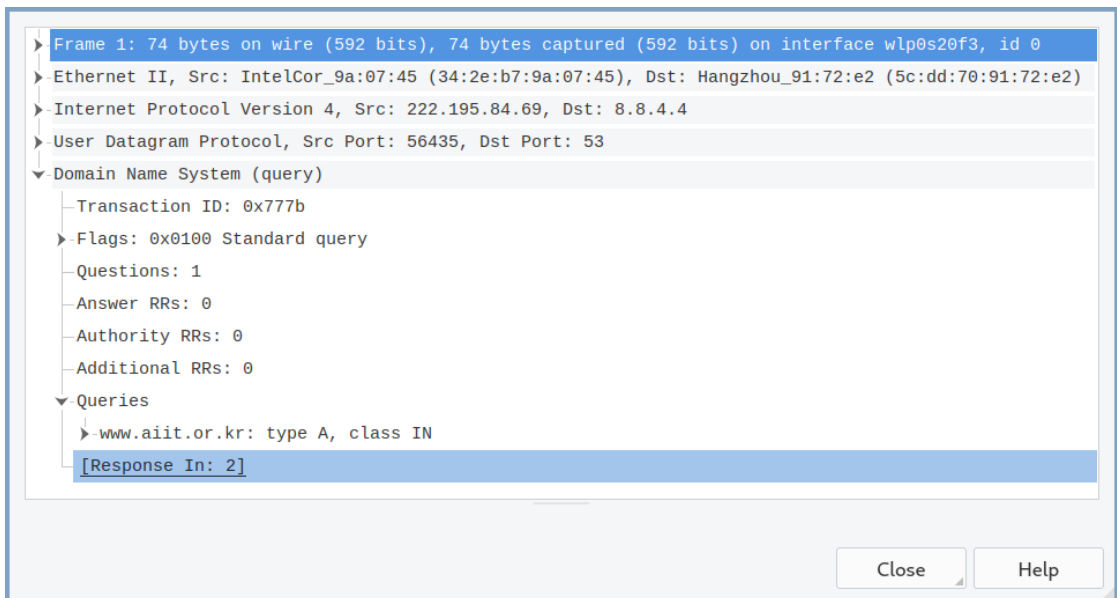 Frame 1: 74 bytes on wire (592 bits), 74 bytes captured (592 bits) on interface wlp0s20f3, id 0
Ethernet II, Src: IntelCor_9a:07:45 (34:2e:b7:9a:07:45), Dst: Hangzhou_91:72:e2 (5c:dd:70:91:72:e2)
Internet Protocol Version 4, Src: 222.195.84.69, Dst: 8.8.4.4
User Datagram Protocol, Src Port: 56435, Dst Port: 53
Domain Name System (query)
Transaction ID: 0x777b
Flags: 0x0100 Standard query
Questions: 1
Answer RRs: 0
Authority RRs: 0
Additional RRs: 0
Queries
www.aiit.or.kr: type A, class IN
[Response In: 2]
Close Help